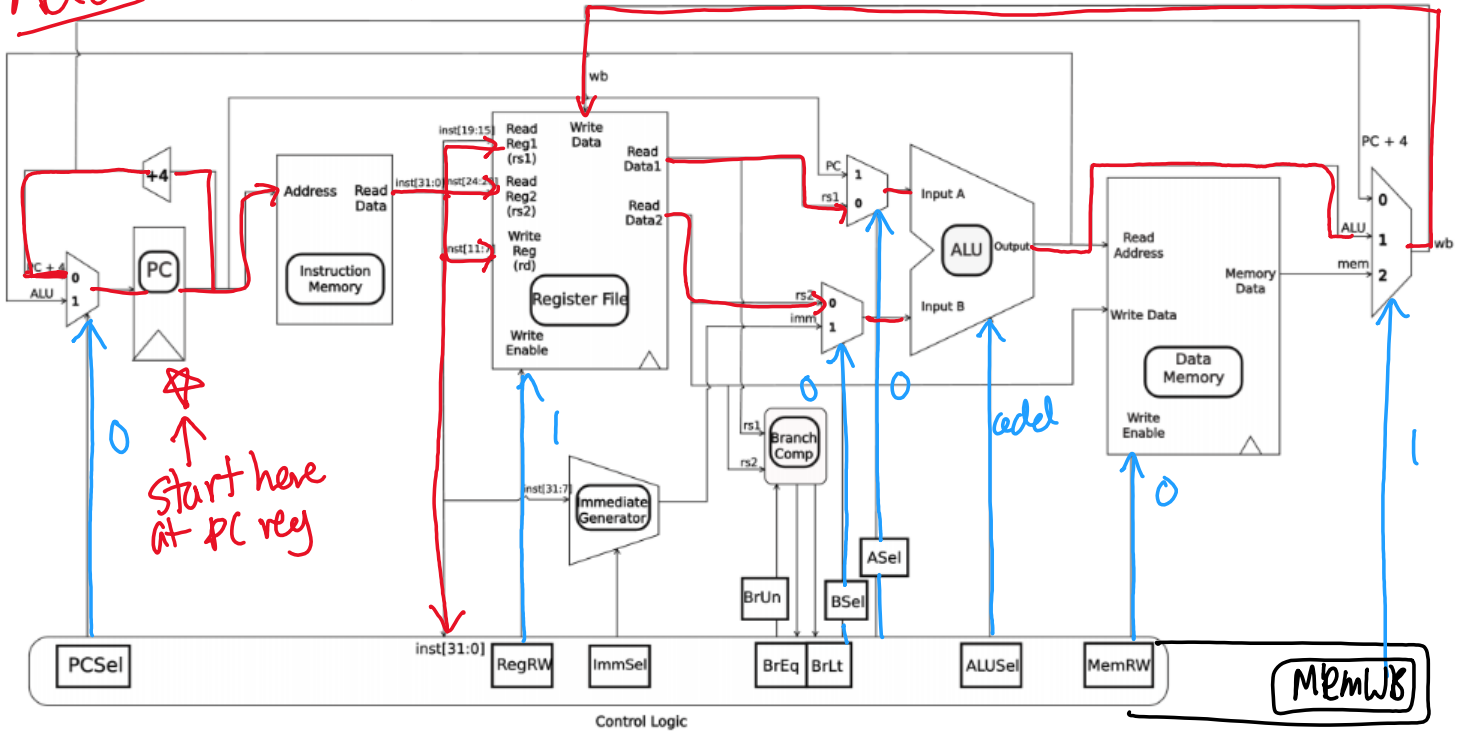 wb
PC + 4
inst[19:15]
Read
Reg1
(rs1)
Write
Data
Read
Data1
PC
1
rs1
0
+4
Address
Read
Data
inst[31:0]
Read
Reg2
(rs2)
Read
Data2
Input A
ALU
Output
0
ALU
1
wb
mem
2
Write
Reg
(rd)
PC
Instruction
Memory
Register File
Read
Address
Memory
Data
PC + 4
0
ALU
1
rs2
0
imm
1
Input B
Write Data
Write
Enable
Data
Memory
0
1
0
0
add
Write
Enable
1
0
start here
at PC reg
rs1
rs2
Branch
Comp
inst[31:7]
Immediate
Generator
ASel
BrUn
BSel
inst[31:0]
PCSel
RegRW
ImmSel
BrEq
BrLt
ALUSel
MemRW
MemWB
Control Logic